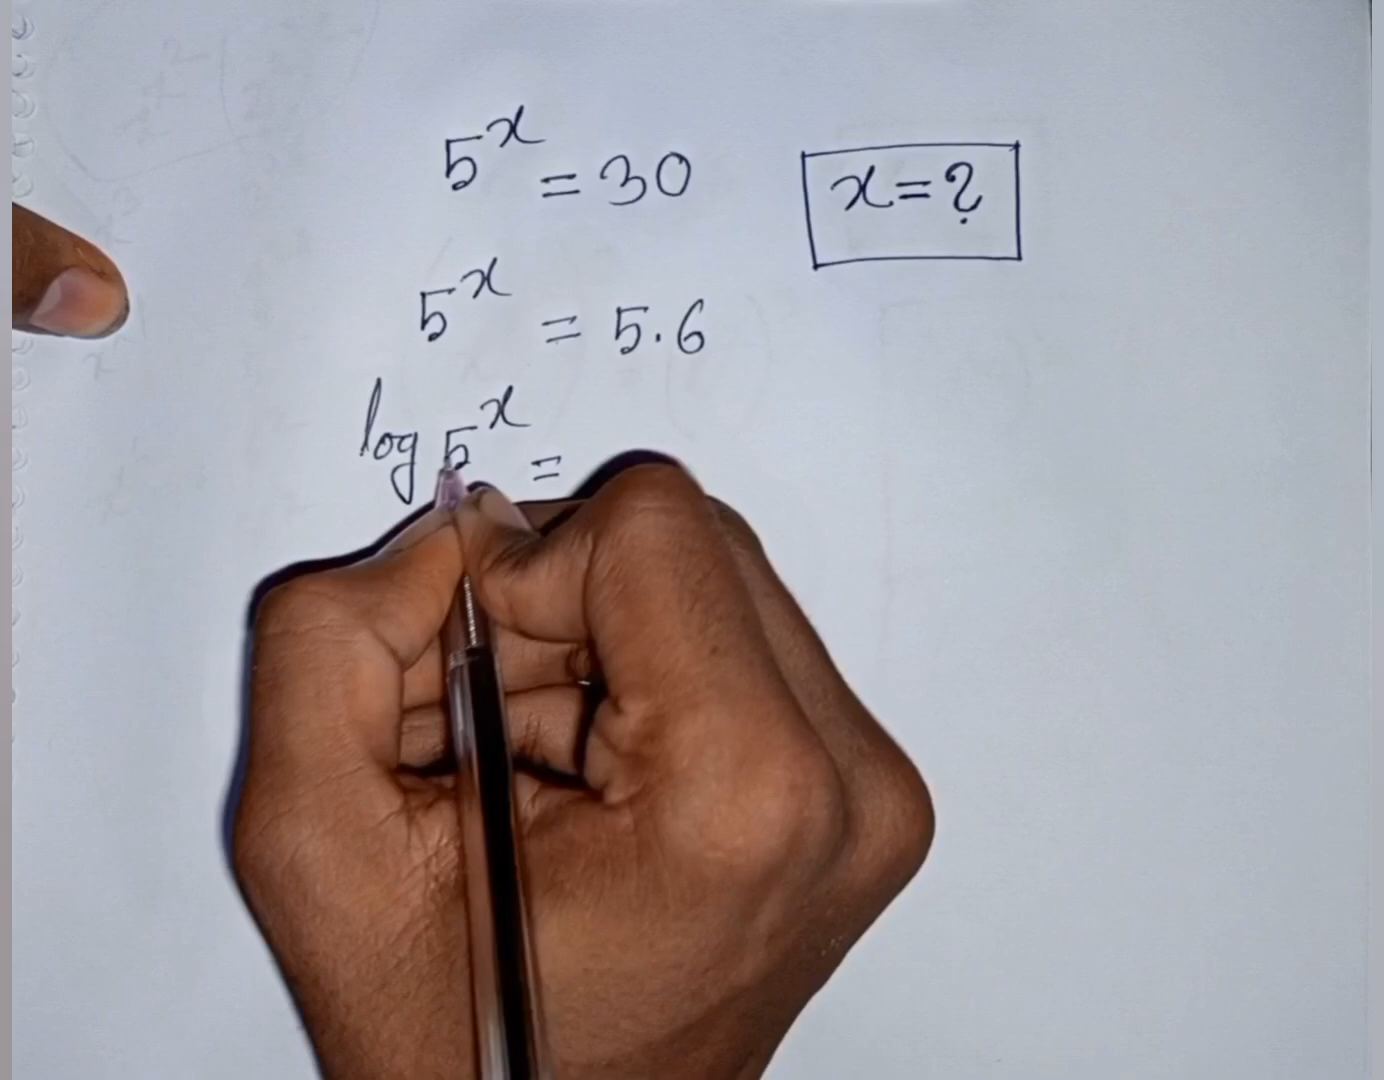 5^x = 30
x = ?
5^x = 5.6
log 5^x =